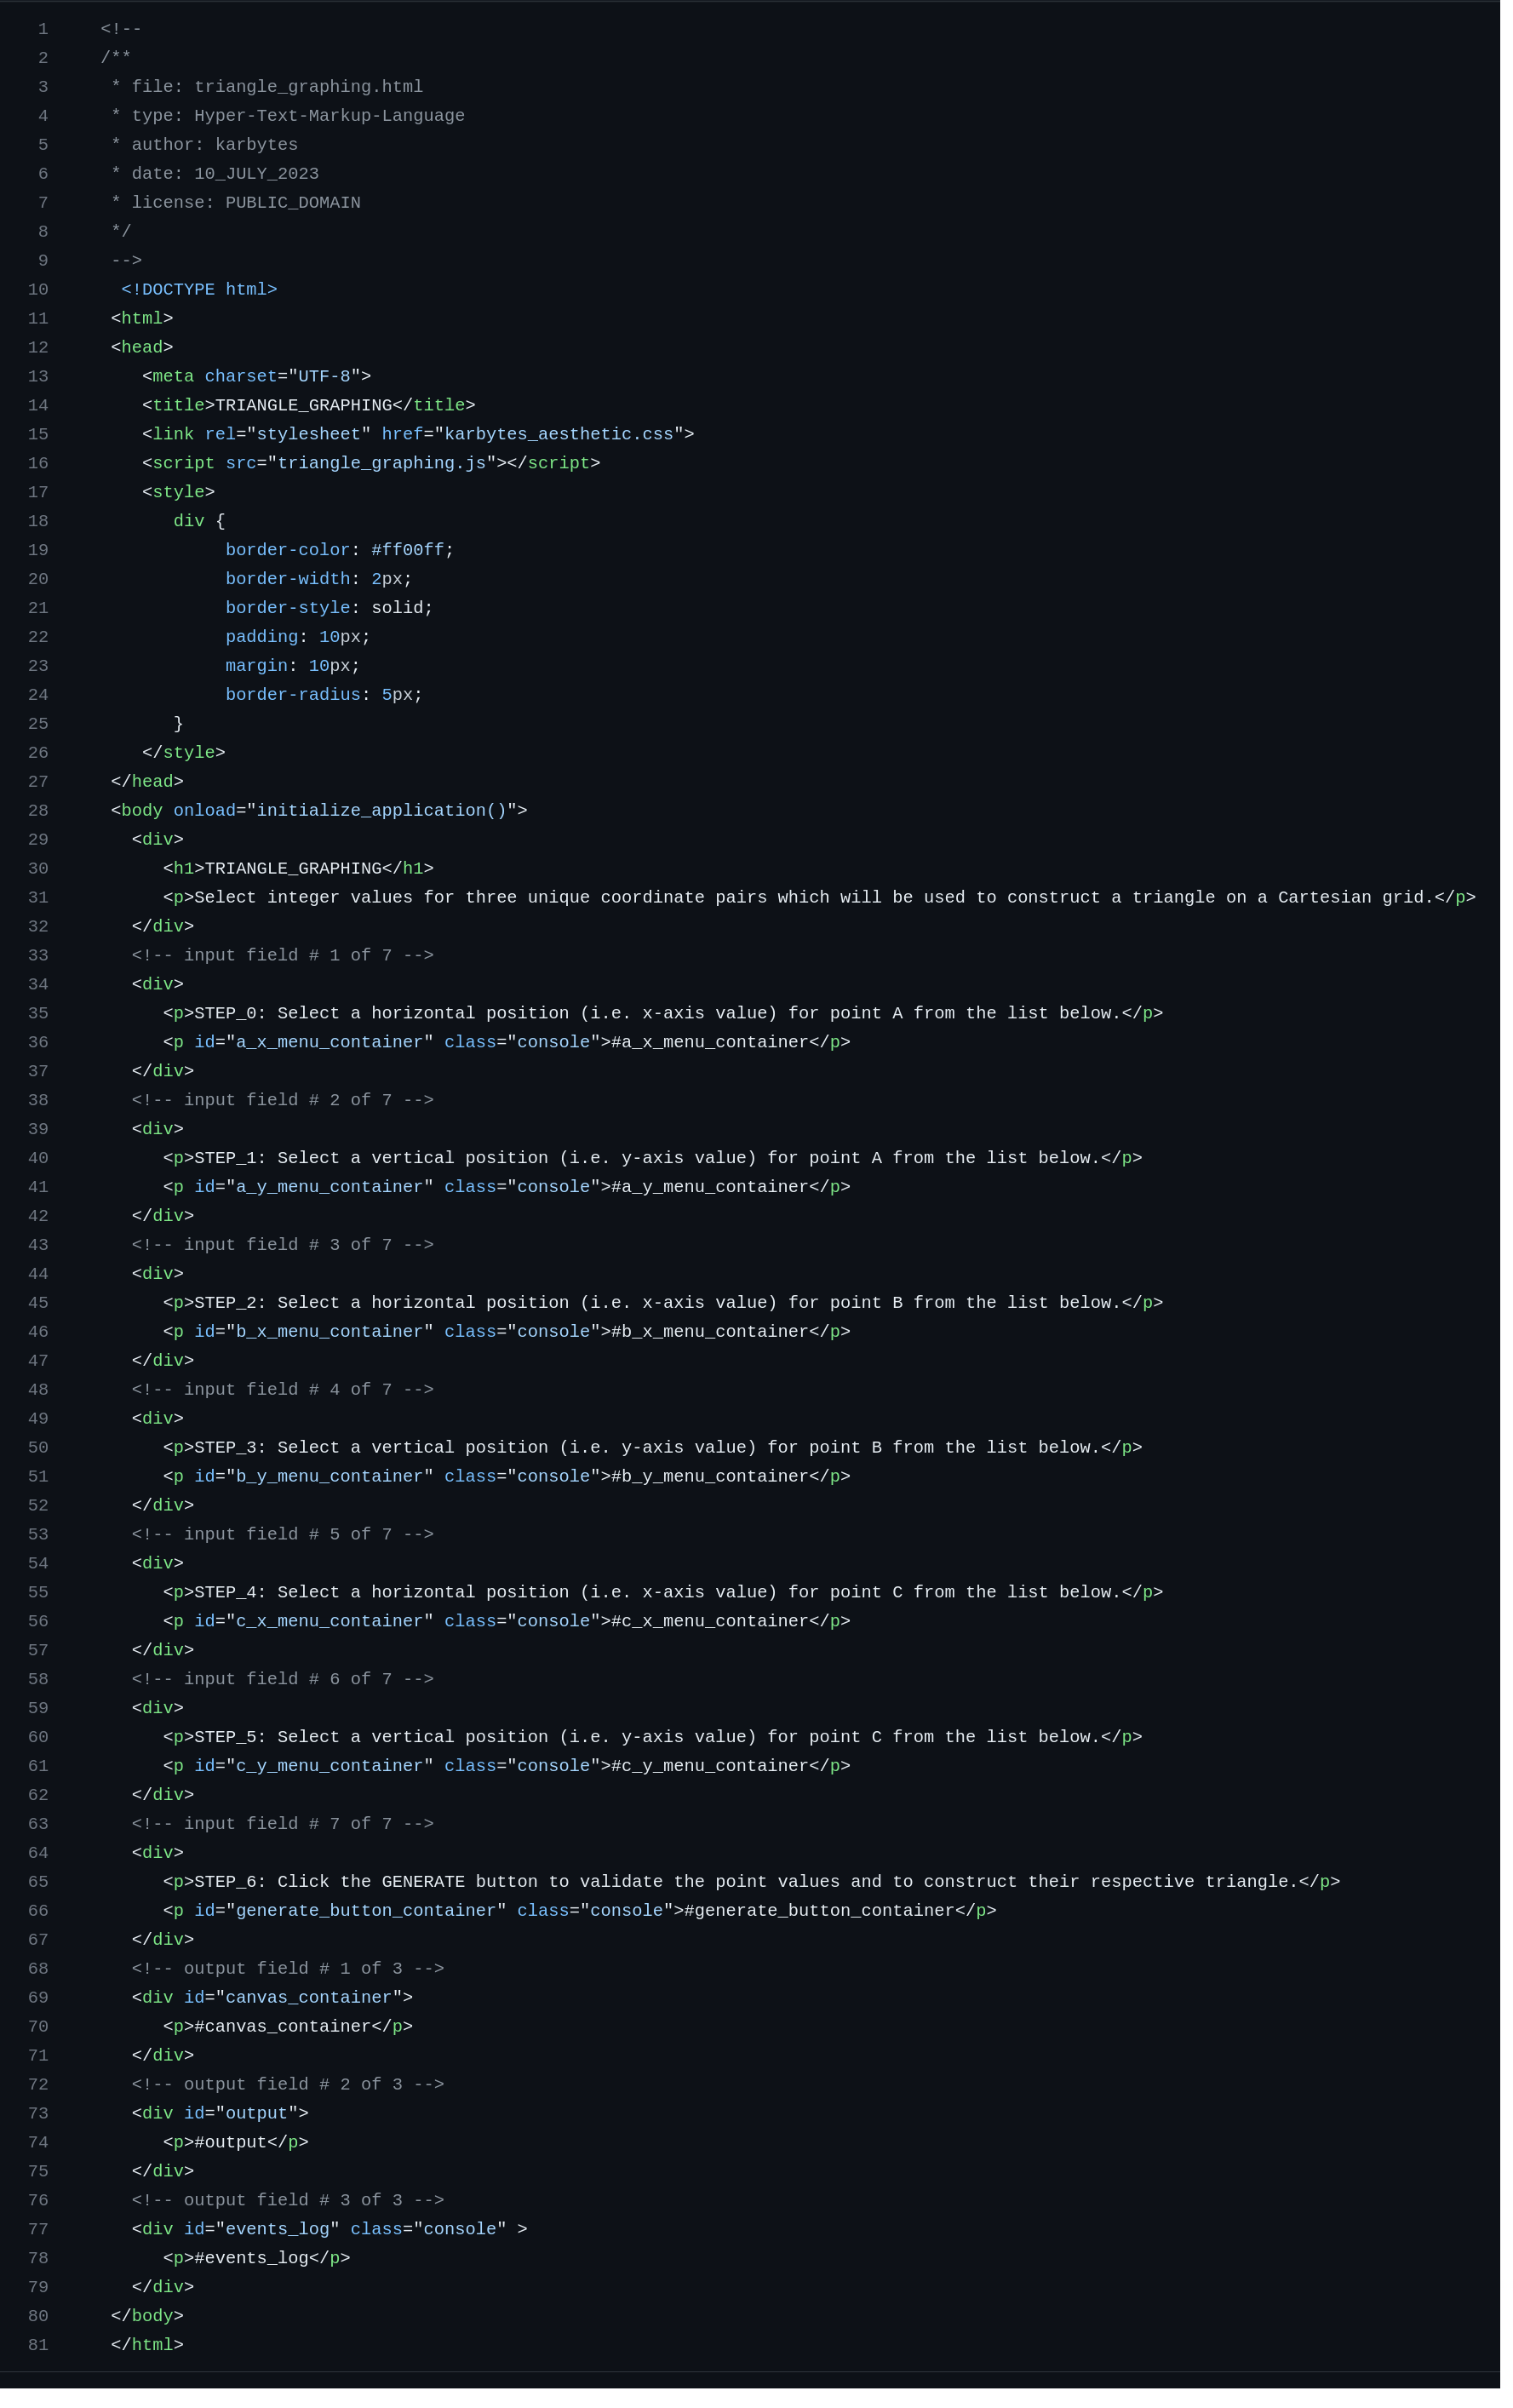 1 <!--
2 /**
3  * file: triangle_graphing.html
4  * type: Hyper-Text-Markup-Language
5  * author: karbytes
6  * date: 10_JULY_2023
7  * license: PUBLIC_DOMAIN
8  */
9  -->
10   <!DOCTYPE html>
11  <html>
12  <head>
13     <meta charset="UTF-8">
14     <title>TRIANGLE_GRAPHING</title>
15     <link rel="stylesheet" href="karbytes_aesthetic.css">
16     <script src="triangle_graphing.js"></script>
17     <style>
18        div {
19             border-color: #ff00ff;
20             border-width: 2px;
21             border-style: solid;
22             padding: 10px;
23             margin: 10px;
24             border-radius: 5px;
25        }
26     </style>
27  </head>
28  <body onload="initialize_application()">
29    <div>
30       <h1>TRIANGLE_GRAPHING</h1>
31       <p>Select integer values for three unique coordinate pairs which will be used to construct a triangle on a Cartesian grid.</p>
32    </div>
33    <!-- input field # 1 of 7 -->
34    <div>
35       <p>STEP_0: Select a horizontal position (i.e. x-axis value) for point A from the list below.</p>
36       <p id="a_x_menu_container" class="console">#a_x_menu_container</p>
37    </div>
38    <!-- input field # 2 of 7 -->
39    <div>
40       <p>STEP_1: Select a vertical position (i.e. y-axis value) for point A from the list below.</p>
41       <p id="a_y_menu_container" class="console">#a_y_menu_container</p>
42    </div>
43    <!-- input field # 3 of 7 -->
44    <div>
45       <p>STEP_2: Select a horizontal position (i.e. x-axis value) for point B from the list below.</p>
46       <p id="b_x_menu_container" class="console">#b_x_menu_container</p>
47    </div>
48    <!-- input field # 4 of 7 -->
49    <div>
50       <p>STEP_3: Select a vertical position (i.e. y-axis value) for point B from the list below.</p>
51       <p id="b_y_menu_container" class="console">#b_y_menu_container</p>
52    </div>
53    <!-- input field # 5 of 7 -->
54    <div>
55       <p>STEP_4: Select a horizontal position (i.e. x-axis value) for point C from the list below.</p>
56       <p id="c_x_menu_container" class="console">#c_x_menu_container</p>
57    </div>
58    <!-- input field # 6 of 7 -->
59    <div>
60       <p>STEP_5: Select a vertical position (i.e. y-axis value) for point C from the list below.</p>
61       <p id="c_y_menu_container" class="console">#c_y_menu_container</p>
62    </div>
63    <!-- input field # 7 of 7 -->
64    <div>
65       <p>STEP_6: Click the GENERATE button to validate the point values and to construct their respective triangle.</p>
66       <p id="generate_button_container" class="console">#generate_button_container</p>
67    </div>
68    <!-- output field # 1 of 3 -->
69    <div id="canvas_container">
70       <p>#canvas_container</p>
71    </div>
72    <!-- output field # 2 of 3 -->
73    <div id="output">
74       <p>#output</p>
75    </div>
76    <!-- output field # 3 of 3 -->
77    <div id="events_log" class="console" >
78       <p>#events_log</p>
79    </div>
80  </body>
81  </html>